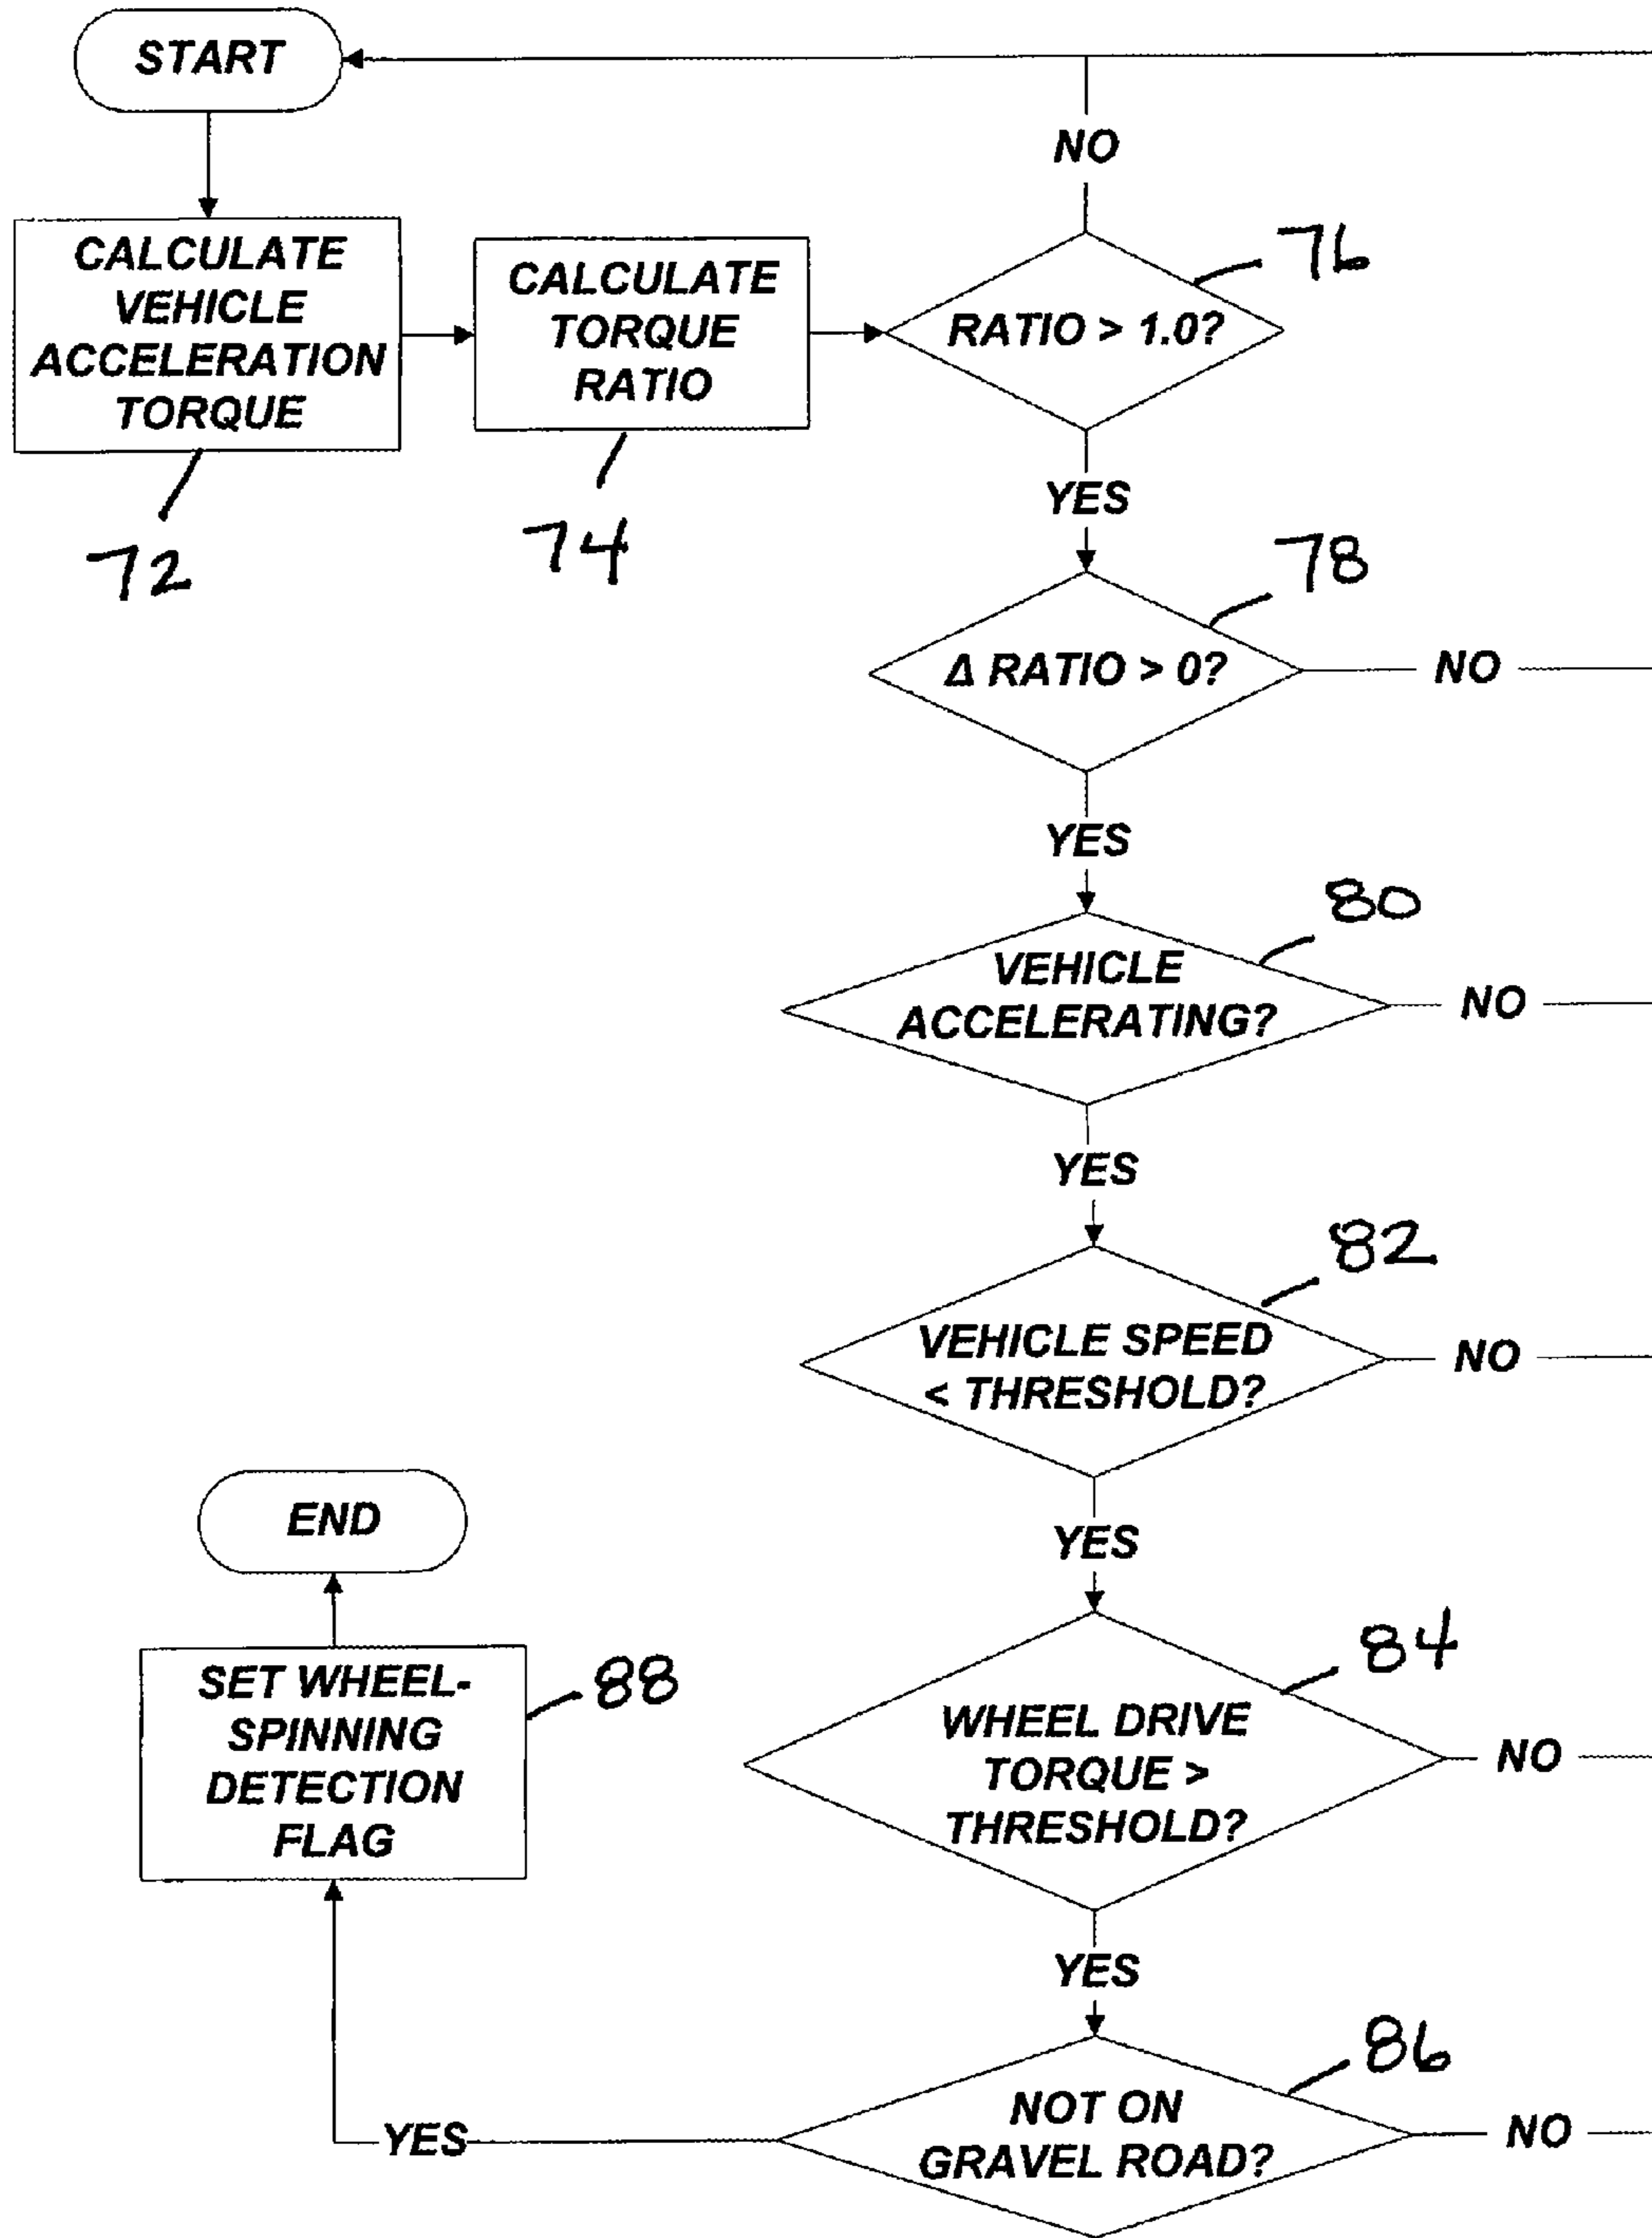 START
NO
CALCULATE
VEHICLE
ACCELERATION
TORQUE
72
CALCULATE
TORQUE
RATIO
74
RATIO > 1.0?
76
YES
Δ RATIO > 0?
78
NO
YES
VEHICLE
ACCELERATING?
80
NO
YES
VEHICLE SPEED
< THRESHOLD?
82
NO
YES
WHEEL DRIVE
TORQUE >
THRESHOLD?
84
NO
YES
NOT ON
GRAVEL ROAD?
86
NO
YES
SET WHEEL-
SPINNING
DETECTION
FLAG
88
END